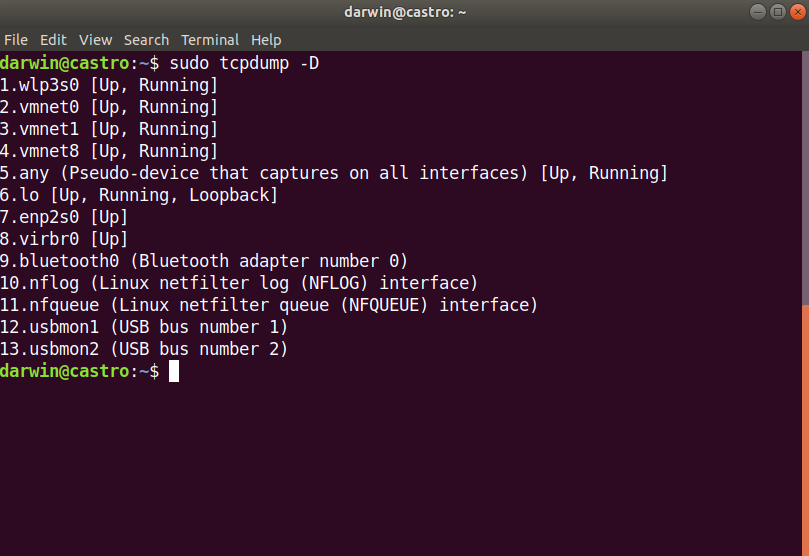 darwin@castro: ~
File Edit View Search Terminal Help
darwin@castro:~$ sudo tcpdump -D
1.wlp3s0 [Up, Running]
2.vmnet0 [Up, Running]
3.vmnet1 [Up, Running]
4.vmnet8 [Up, Running]
5.any (Pseudo-device that captures on all interfaces) [Up, Running]
6.lo [Up, Running, Loopback]
7.enp2s0 [Up]
8.virbr0 [Up]
9.bluetooth0 (Bluetooth adapter number 0)
10.nflog (Linux netfilter log (NFLOG) interface)
11.nfqueue (Linux netfilter queue (NFQUEUE) interface)
12.usbmon1 (USB bus number 1)
13.usbmon2 (USB bus number 2)
darwin@castro:~$